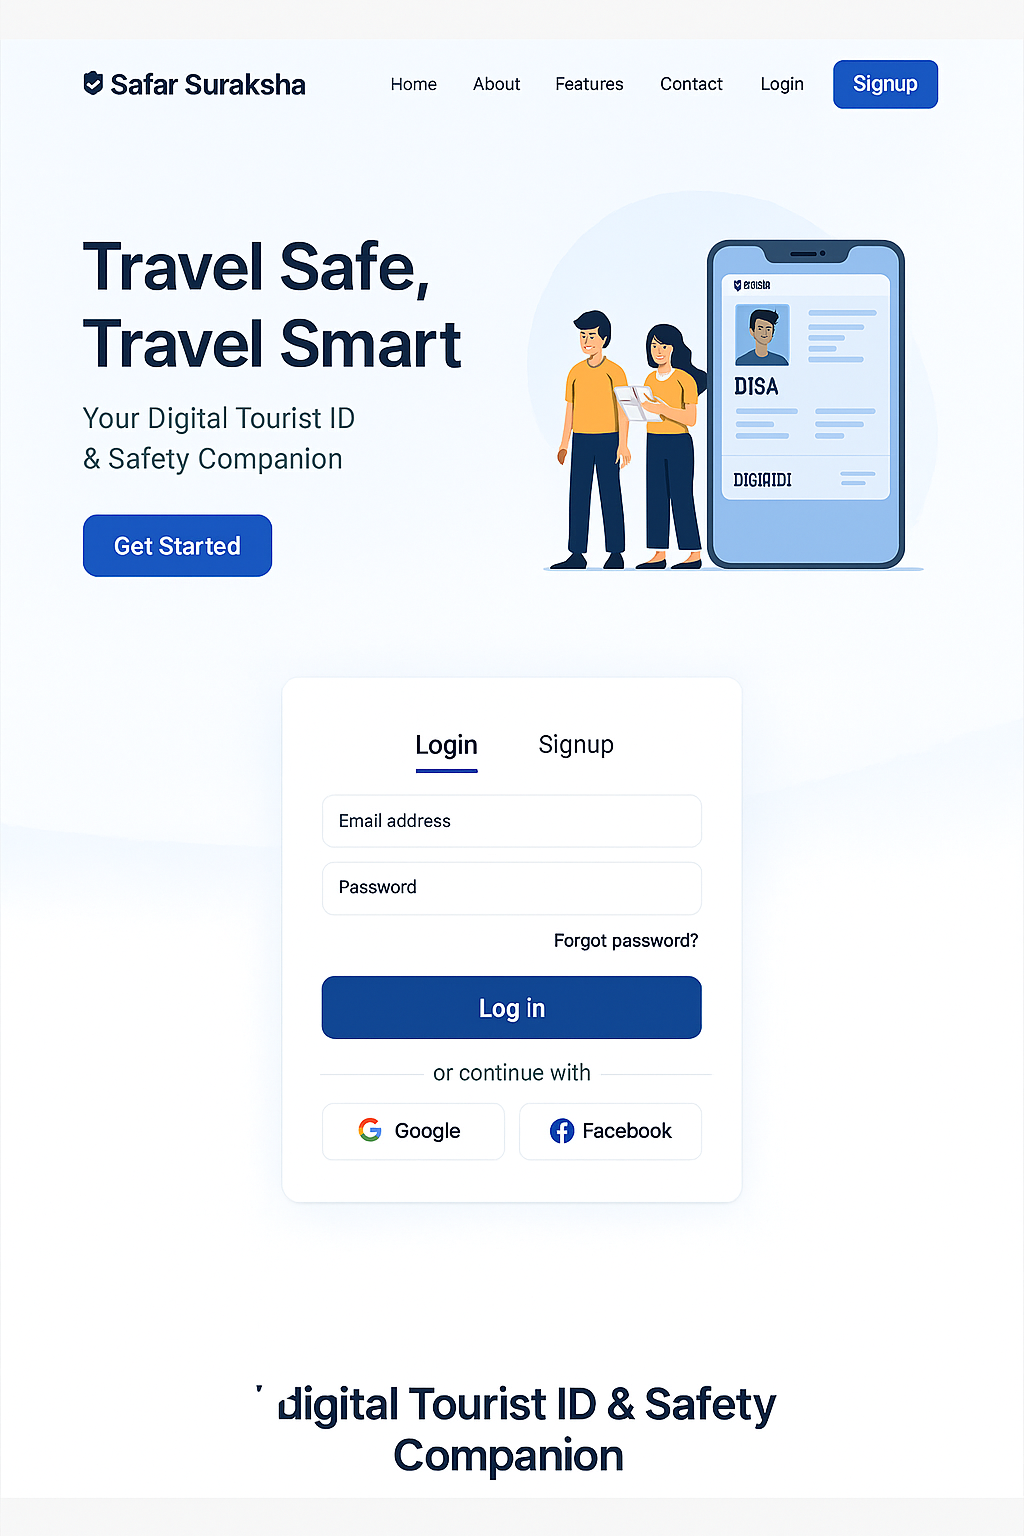 Safar Suraksha
Home About Features Contact Login Signup
Travel Safe,
Travel Smart
Your Digital Tourist ID
& Safety Companion
Get Started
DISA
Login Signup
Email address
Password
Forgot password?
Log in
or continue with
Google Facebook
digital Tourist ID & Safety
Companion